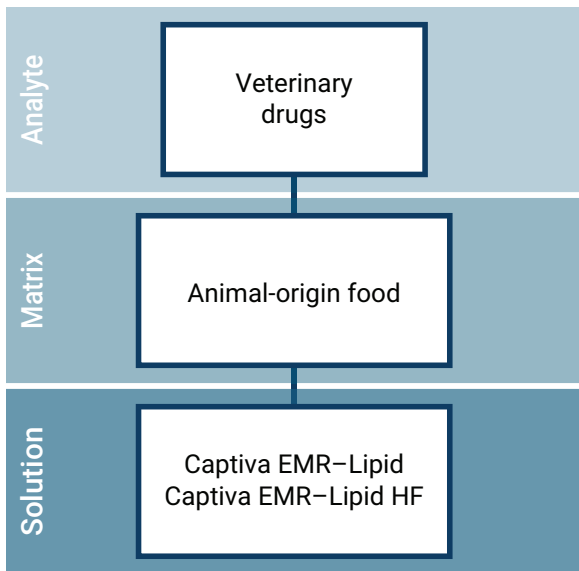 Analyte
Veterinary
drugs
Matrix
Animal-origin food
Solution
Captiva EMR–Lipid
Captiva EMR–Lipid HF